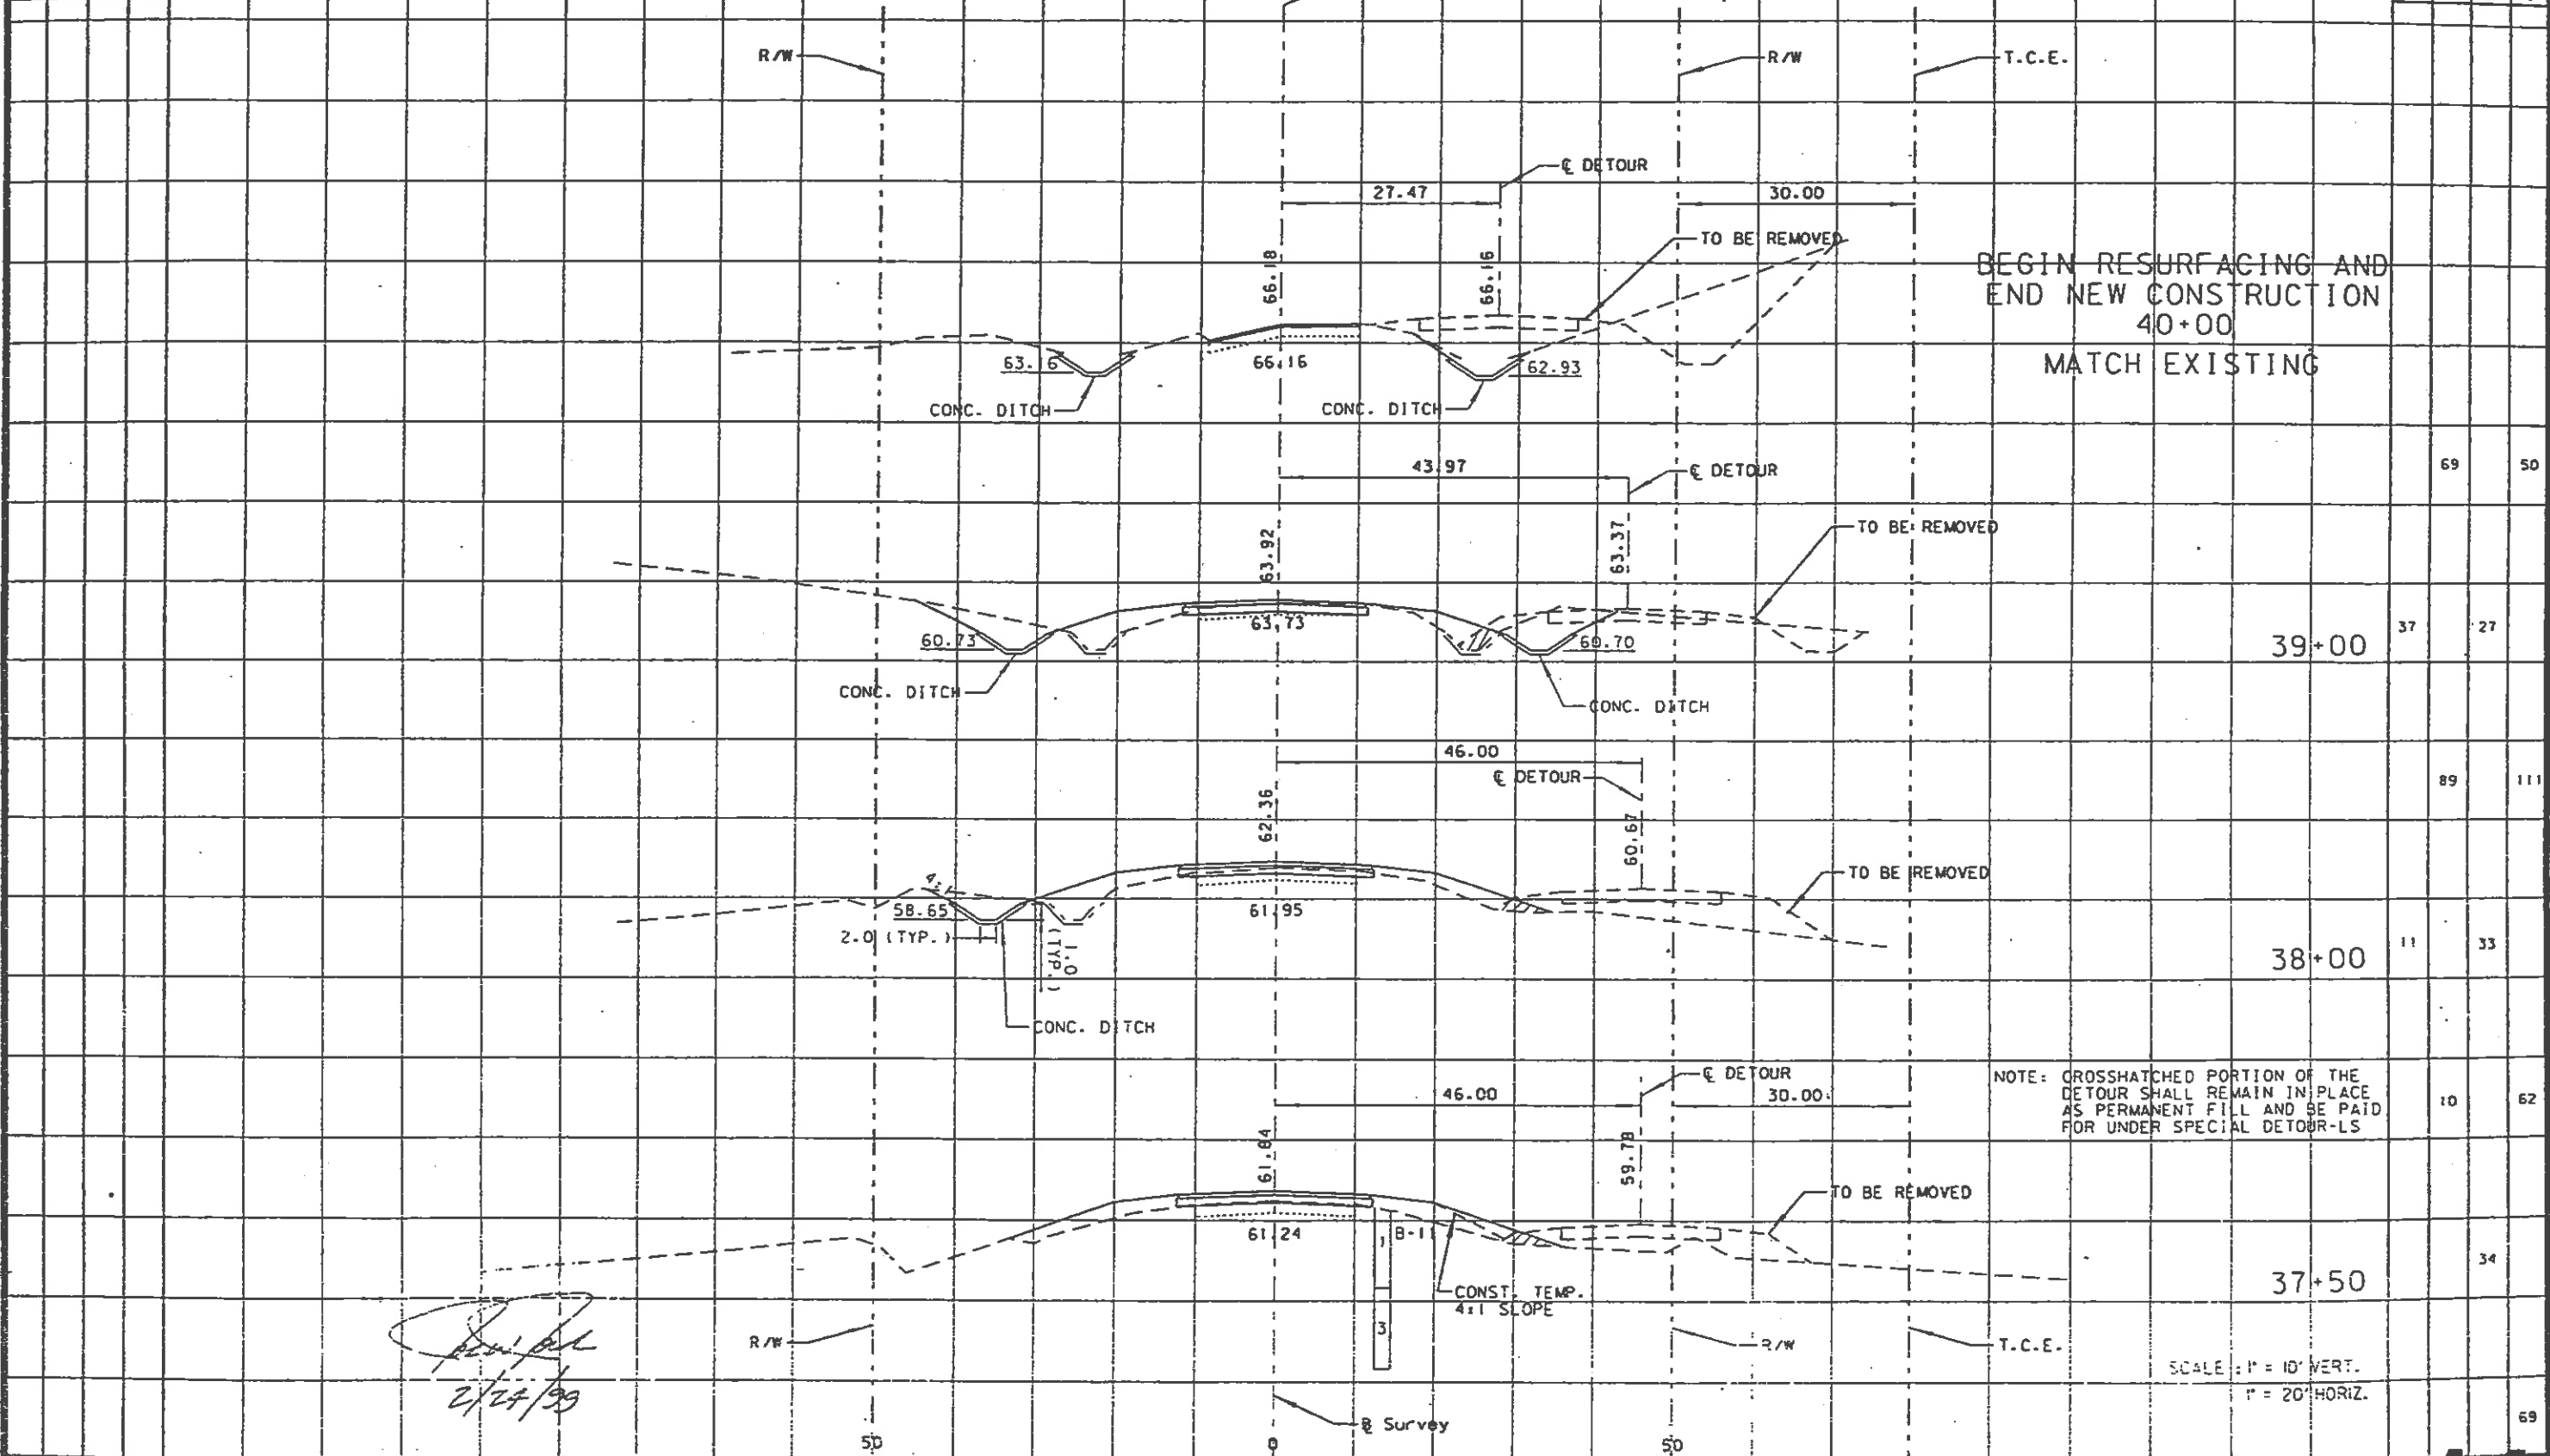 R/W
R/W
T.C.E.
℄ DETOUR
27.47
30.00
TO BE REMOVED
66.18
66.16
BEGIN RESURFACING AND
END NEW CONSTRUCTION
40+00
MATCH EXISTING
63.16
66.16
62.93
CONC. DITCH
CONC. DITCH
43.97
℄ DETOUR
69
50
63.92
63.37
TO BE REMOVED
60.73
63.73
60.70
39+00
37
27
CONC. DITCH
CONC. DITCH
46.00
℄ DETOUR
89
111
62.36
60.67
TO BE REMOVED
4:1
58.65
61.95
2.0 (TYP.)
1.0
(TYP.)
38+00
11
33
CONC. DITCH
℄ DETOUR
46.00
30.00
NOTE: CROSSHATCHED PORTION OF THE
DETOUR SHALL REMAIN IN PLACE
AS PERMANENT FILL AND BE PAID
FOR UNDER SPECIAL DETOUR-LS
10
62
61.84
59.78
TO BE REMOVED
61.24
1
B-11
34
37+50
CONST. TEMP.
4:1 SLOPE
3
R/W
R/W
T.C.E.
SCALE : 1" = 10' VERT.
1" = 20' HORIZ.
2/24/99
B Survey
69
50
0
50